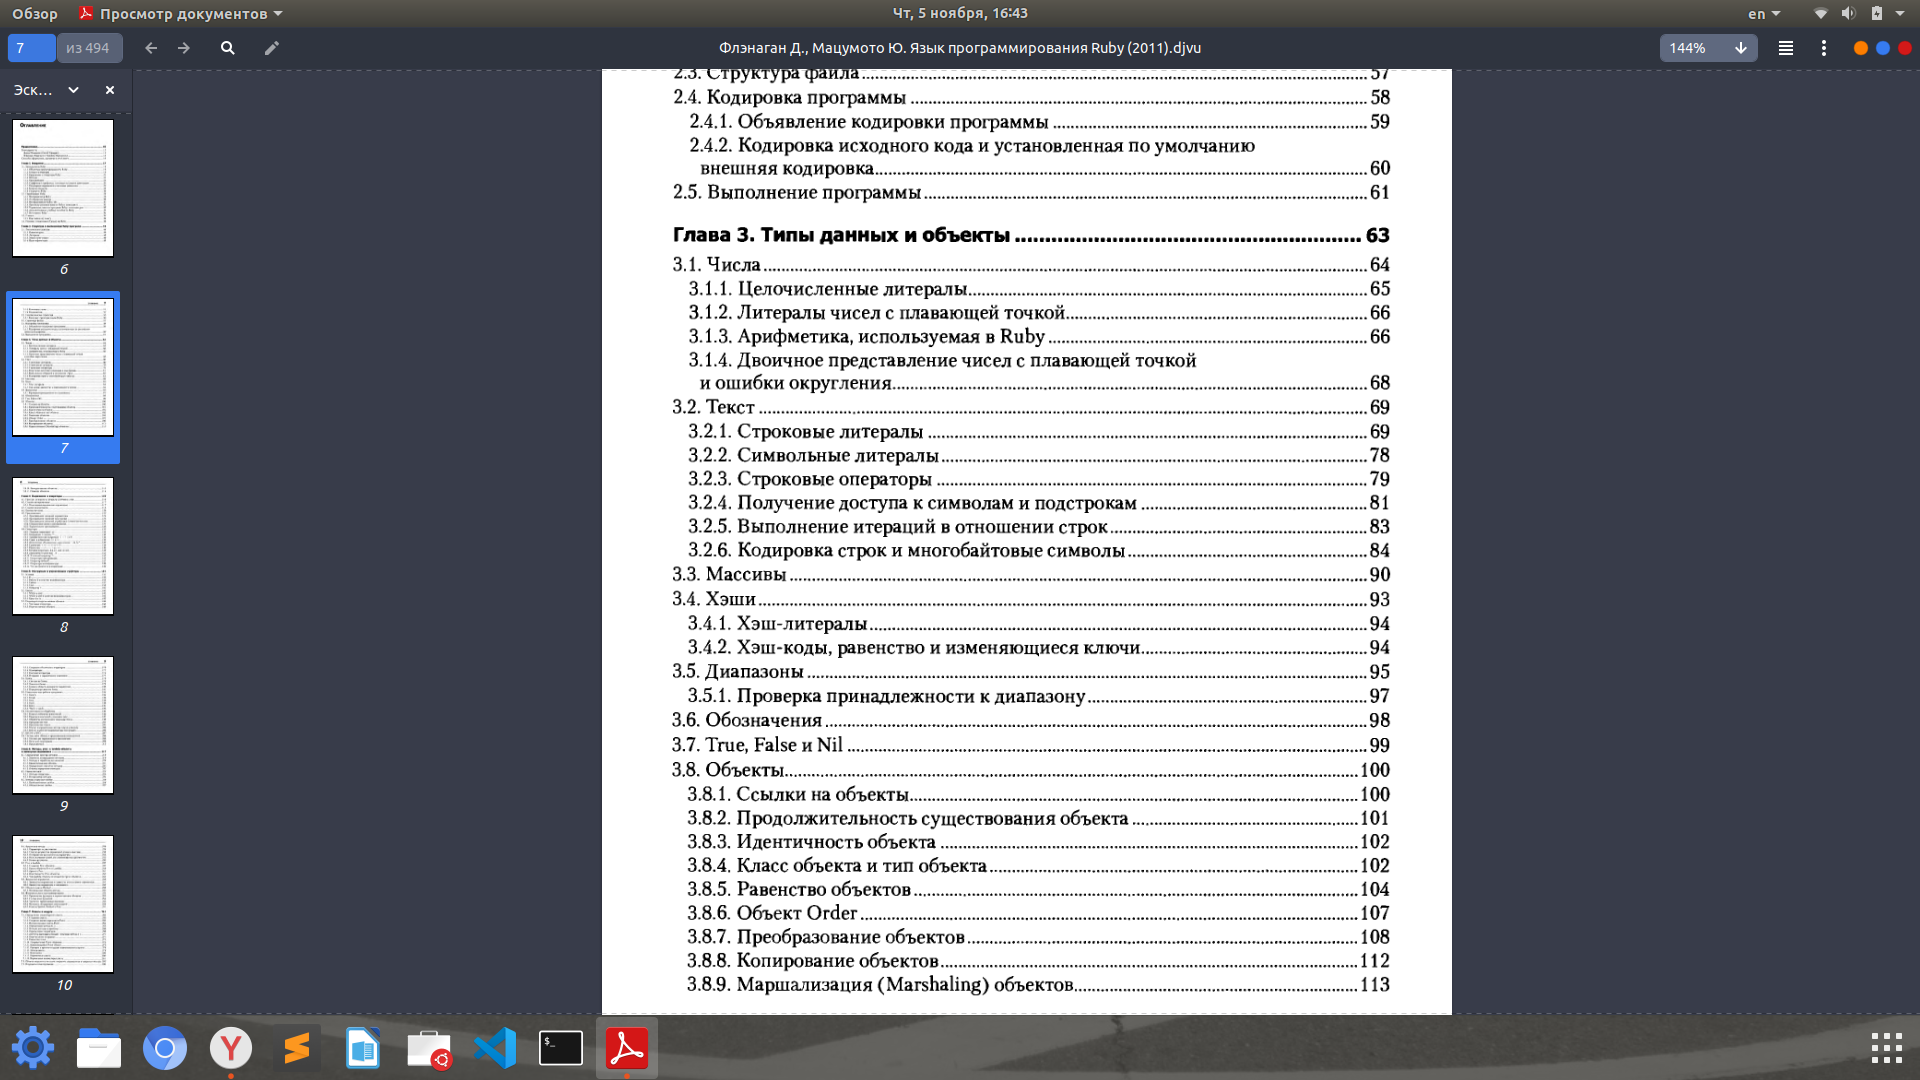 Обзор Просмотр документов Чт, 5 ноября, 16:43 en
7 из 494 Флэнаган Д., Мацумото Ю. Язык программирования Ruby (2011).djvu 144%
Эск...
6
7
8
9
10
2.3. Структура файла 57
2.4. Кодировка программы 58
2.4.1. Объявление кодировки программы 59
2.4.2. Кодировка исходного кода и установленная по умолчанию
внешняя кодировка 60
2.5. Выполнение программы 61
Глава 3. Типы данных и объекты 63
3.1. Числа 64
3.1.1. Целочисленные литералы 65
3.1.2. Литералы чисел с плавающей точкой 66
3.1.3. Арифметика, используемая в Ruby 66
3.1.4. Двоичное представление чисел с плавающей точкой
и ошибки округления 68
3.2. Текст 69
3.2.1. Строковые литералы 69
3.2.2. Символьные литералы 78
3.2.3. Строковые операторы 79
3.2.4. Получение доступа к символам и подстрокам 81
3.2.5. Выполнение итераций в отношении строк 83
3.2.6. Кодировка строк и многобайтовые символы 84
3.3. Массивы 90
3.4. Хэши 93
3.4.1. Хэш-литералы 94
3.4.2. Хэш-коды, равенство и изменяющиеся ключи 94
3.5. Диапазоны 95
3.5.1. Проверка принадлежности к диапазону 97
3.6. Обозначения 98
3.7. True, False и Nil 99
3.8. Объекты 100
3.8.1. Ссылки на объекты 100
3.8.2. Продолжительность существования объекта 101
3.8.3. Идентичность объекта 102
3.8.4. Класс объекта и тип объекта 102
3.8.5. Равенство объектов 104
3.8.6. Объект Order 107
3.8.7. Преобразование объектов 108
3.8.8. Копирование объектов 112
3.8.9. Маршализация (Marshaling) объектов 113